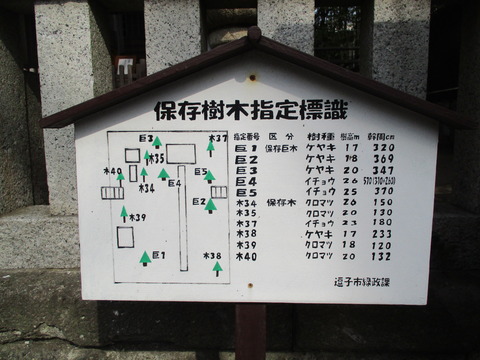 保存樹木指定標識
指定番号 区分 樹種 樹高m 幹周cm
巨1 保存巨木 ケヤキ 17 320
巨2 ケヤキ 18 369
巨3 ケヤキ 20 347
巨4 イチョウ 26 570(310+260)
巨5 イチョウ 25 370
木34 保存木 クロマツ 26 150
木35 クロマツ 20 130
木37 イチョウ 23 180
木38 ケヤキ 17 233
木39 クロマツ 18 120
木40 クロマツ 20 132
逗子市緑政課
巨3
木37
木35
木40
木34
巨4
巨5
巨2
木39
巨1
木38